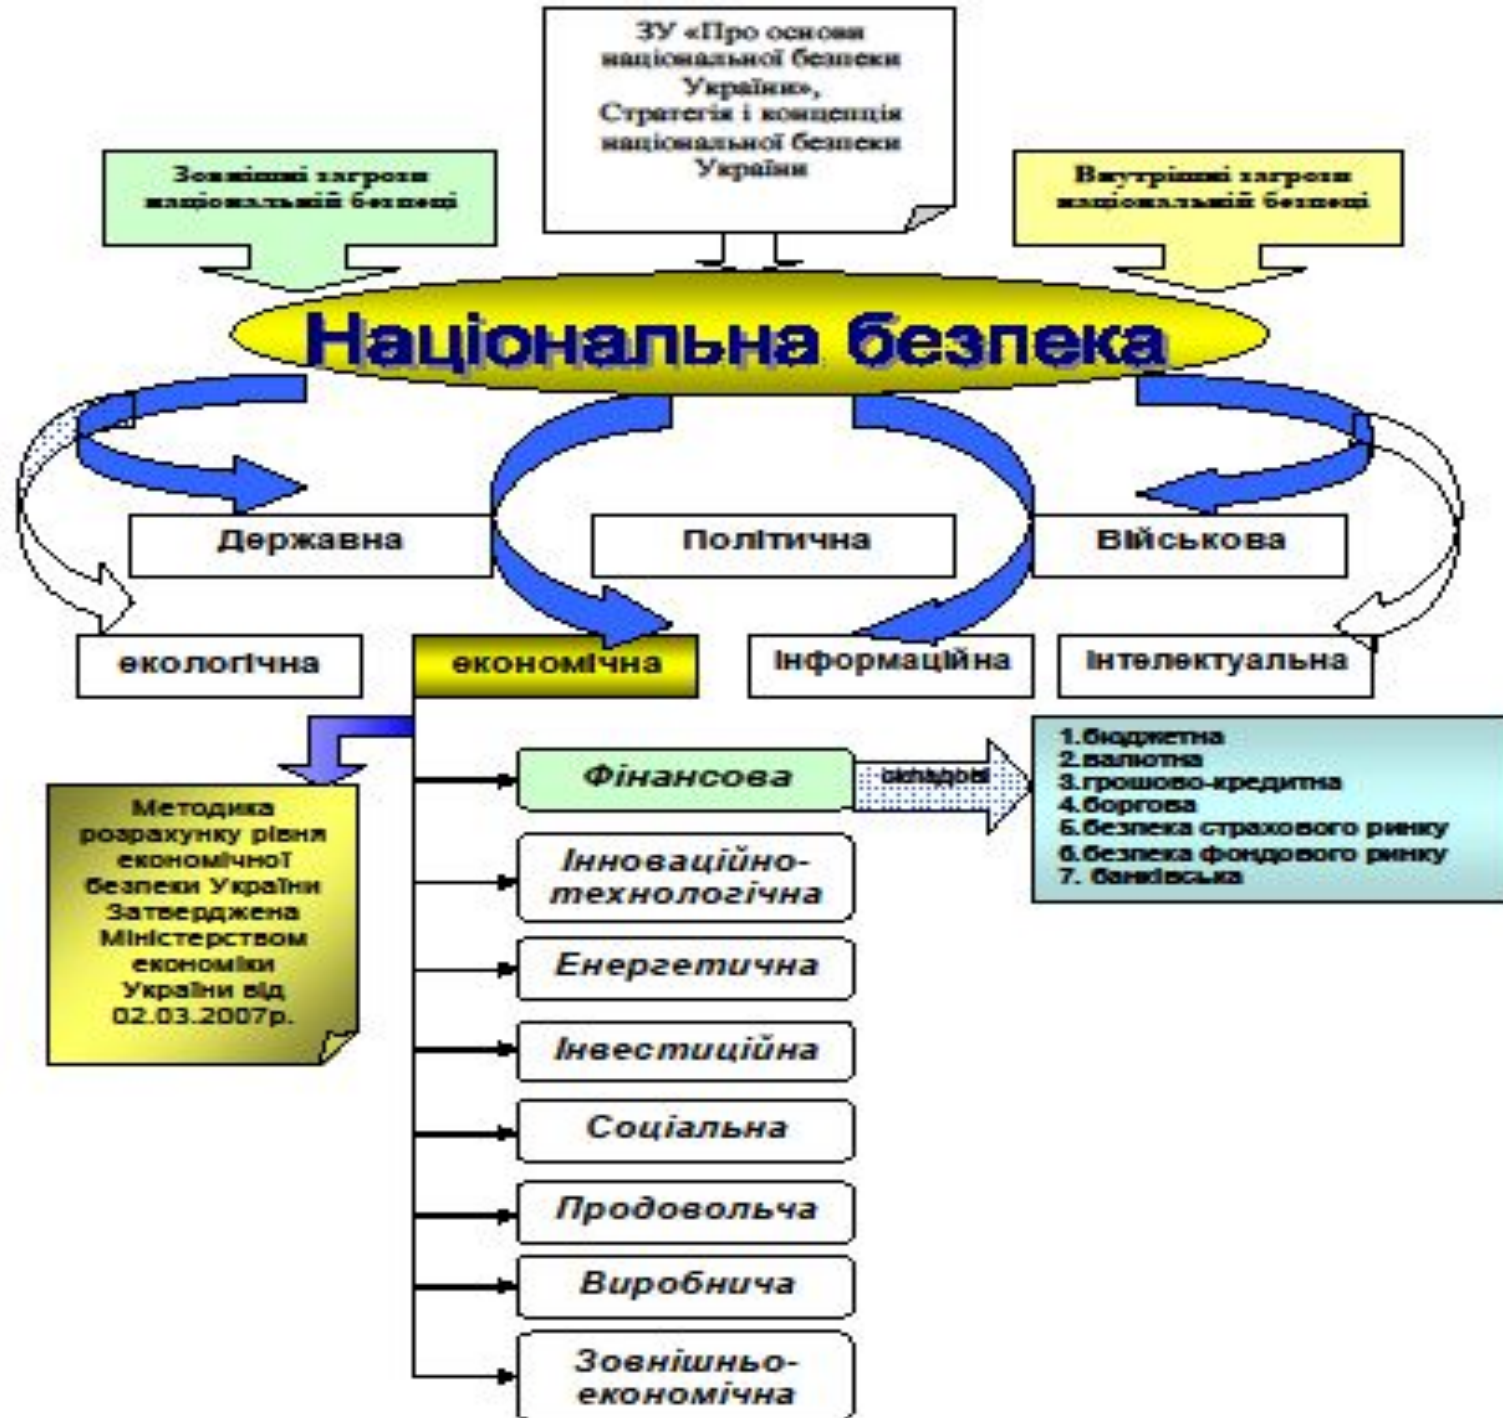 ЗУ «Про основи
національної безпеки
України»,
Стратегія і концепція
національної безпеки
України
Зовнішні загрози
національній безпеці
Внутрішні загрози
національній безпеці
Національна безпека
Державна
Політична
Військова
екологічна
економічна
Інформаційна
Інтелектуальна
Методика
розрахунку рівня
економічної
безпеки України
Затверджена
Міністерством
економіки
України від
02.03.2007р.
Фінансова
складові
1.бюджетна
2.валютна
3.грошово-кредитна
4.боргова
5.безпека страхового ринку
6.безпека фондового ринку
7. банківська
Інноваційно-
технологічна
Енергетична
Інвестиційна
Соціальна
Продовольча
Виробнича
Зовнішньо-
економічна